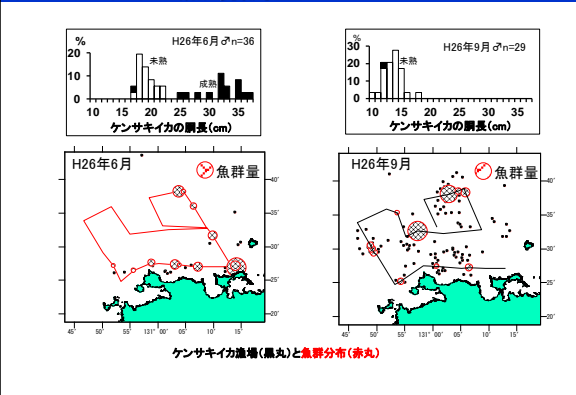 % H26年6月♂n=36
20
未熟
10
成熟
0
10 15 20 25 30 35
ケンサキイカの胴長(cm)
% H26年9月♂n=29
30
未熟
20
10
0
10 15 20 25 30 35
ケンサキイカの胴長(cm)
H26年6月
魚群量
40'
35'
30'
25'
20'
45' 50' 55' 131° 00' 05' 10' 15'
H26年9月
魚群量
40'
35'
30'
25'
20'
45' 50' 55' 131° 00' 05' 10' 15'
ケンサキイカ漁場(黒丸)と魚群分布(赤丸)